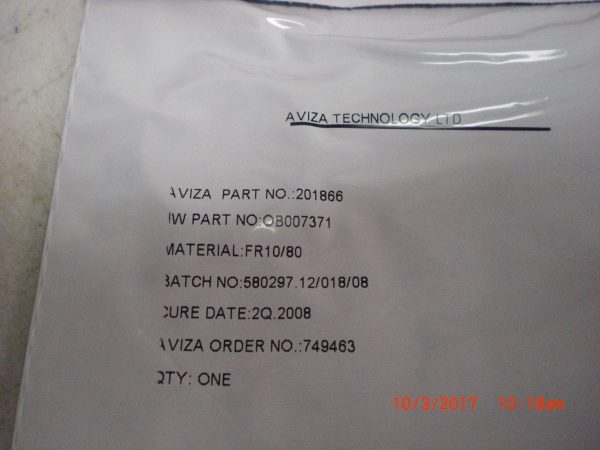 AVIZA TECHNOLOGY LTD
AVIZA PART NO.:201866
IW PART NO:OB007371
MATERIAL:FR10/80
BATCH NO:580297.12/018/08
CURE DATE:2Q.2008
AVIZA ORDER NO.:749463
QTY: ONE
10/3/2017 10:18am